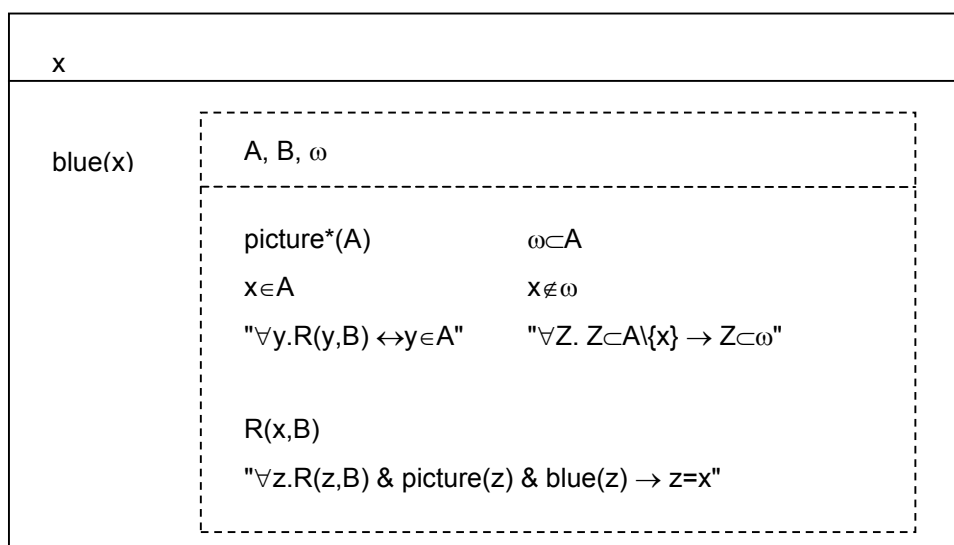 x
blue(x)
A, B, ω
picture*(A) ω⊂A
x∈A x∉ω
"∀y.R(y,B) ↔y∈A" "∀Z. Z⊂A\{x} → Z⊂ω"
R(x,B)
"∀z.R(z,B) & picture(z) & blue(z) → z=x"